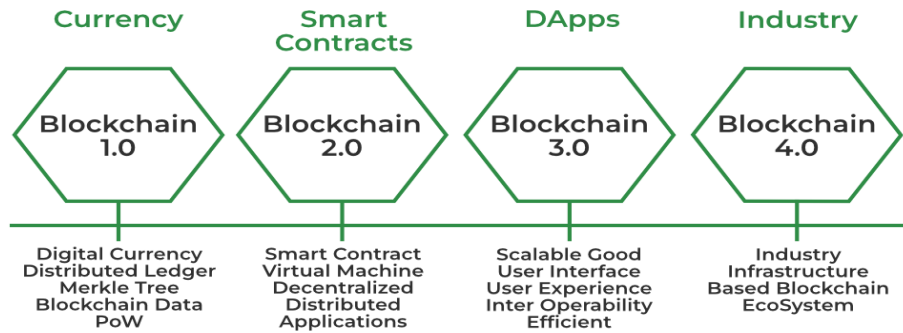 Currency
Smart
Contracts
DApps
Industry
Blockchain
1.0
Blockchain
2.0
Blockchain
3.0
Blockchain
4.0
Digital Currency
Distributed Ledger
Merkle Tree
Blockchain Data
PoW
Smart Contract
Virtual Machine
Decentralized
Distributed
Applications
Scalable Good
User Interface
User Experience
Inter Operability
Efficient
Industry
Infrastructure
Based Blockchain
EcoSystem